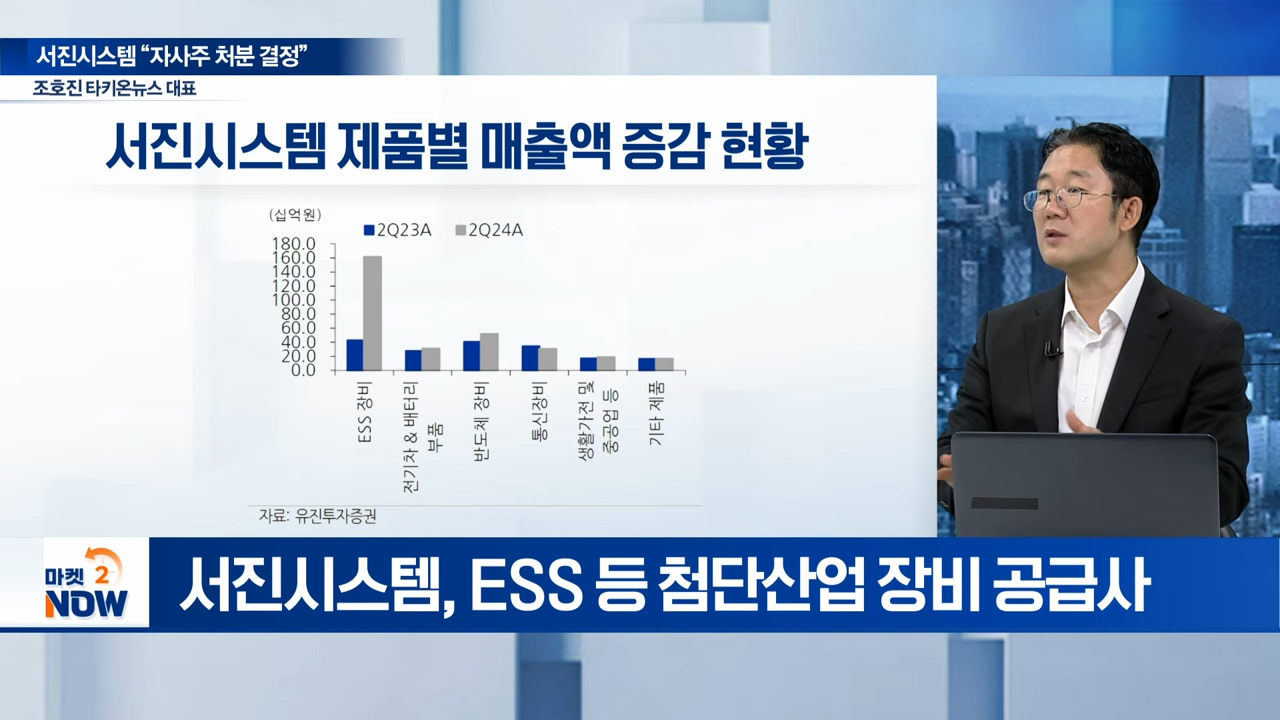 서진시스템 “자사주 처분 결정”
조호진 타키온뉴스 대표
서진시스템 제품별 매출액 증감 현황
(십억원)
2Q23A 2Q24A
180.0
160.0
140.0
120.0
100.0
80.0
60.0
40.0
20.0
0.0
ESS 장비
전기차 & 배터리
부품
반도체 장비
통신장비
생활가전 및
중공업 등
기타 제품
자료: 유진투자증권
마켓 2
NOW
서진시스템, ESS 등 첨단산업 장비 공급사